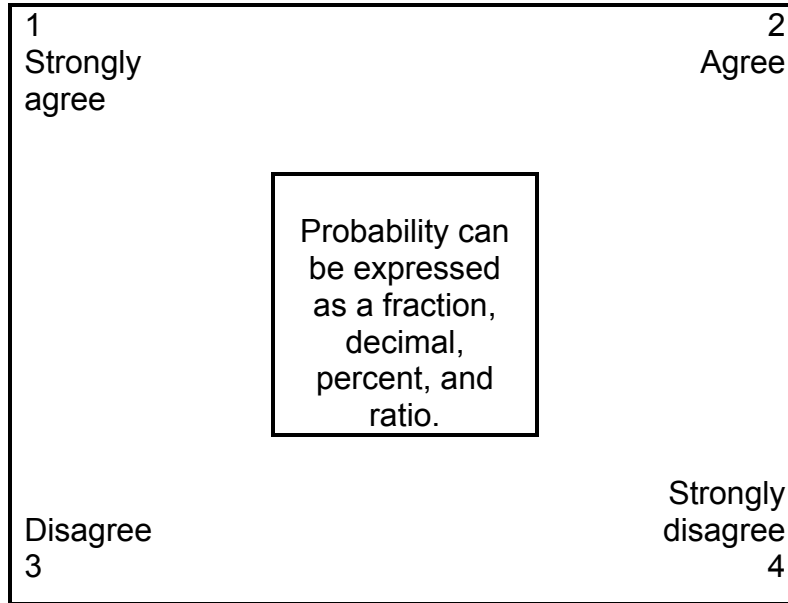 1
Strongly
agree
2
Agree
Probability can
be expressed
as a fraction,
decimal,
percent, and
ratio.
Disagree
3
Strongly
disagree
4